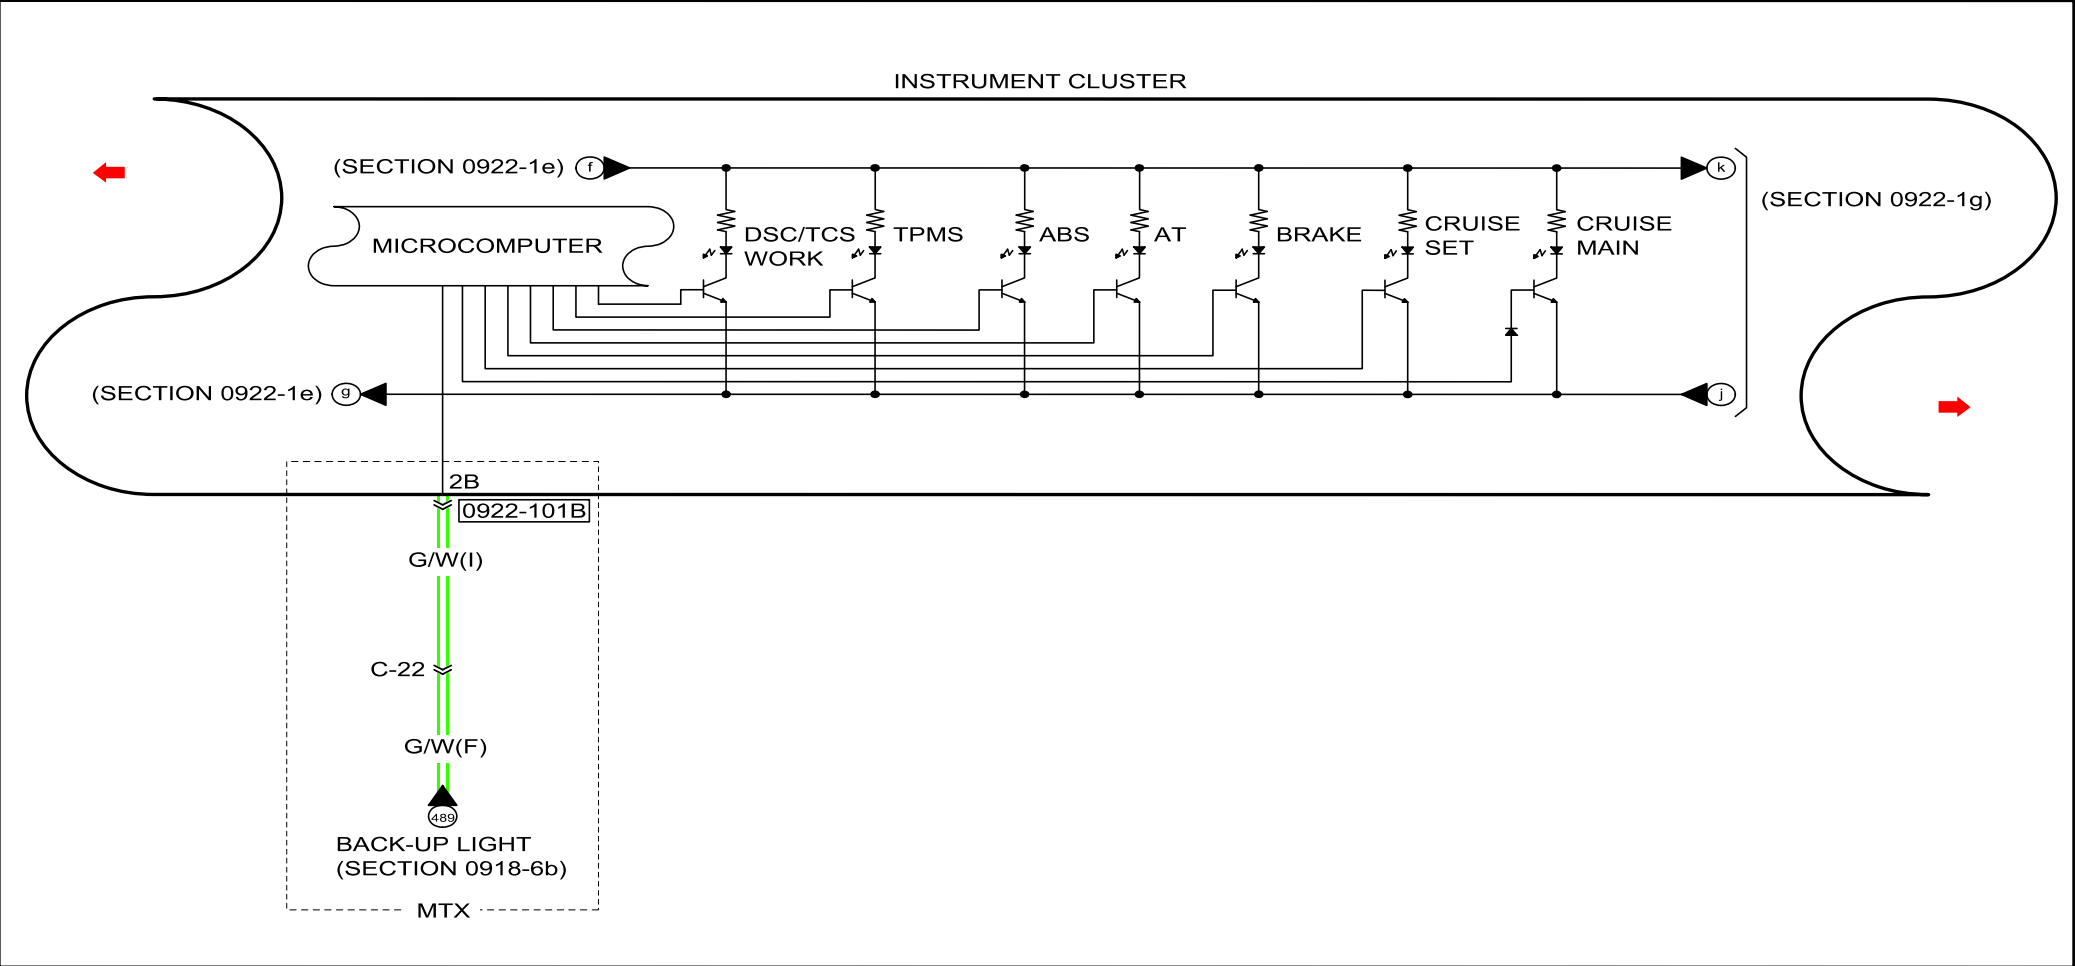 INSTRUMENT CLUSTER
(SECTION 0922-1e) f
k
(SECTION 0922-1g)
MICROCOMPUTER
DSC/TCS
WORK
TPMS
ABS
AT
BRAKE
CRUISE
SET
CRUISE
MAIN
(SECTION 0922-1e) g
j
2B
0922-101B
G/W(I)
C-22
G/W(F)
489
BACK-UP LIGHT
(SECTION 0918-6b)
MTX